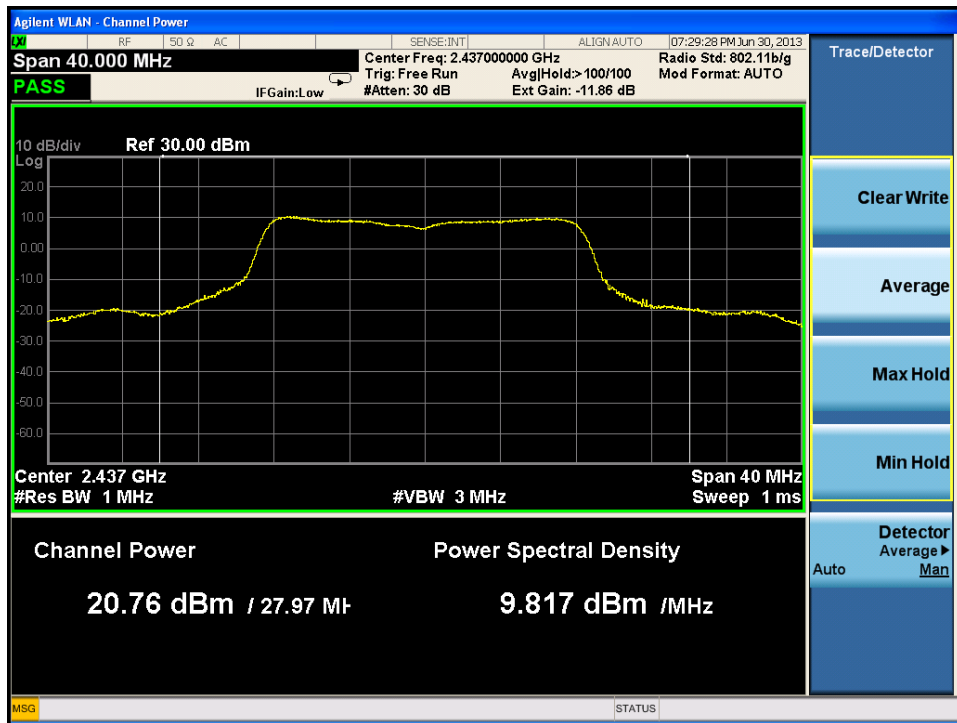 Agilent WLAN - Channel Power
LXI RF 50 Ω AC SENSE:INT ALIGN AUTO 07:29:28 PM Jun 30, 2013
Span 40.000 MHz
PASS
IFGain:Low
Center Freq: 2.437000000 GHz
Trig: Free Run Avg|Hold:>100/100
#Atten: 30 dB Ext Gain: -11.86 dB
Radio Std: 802.11b/g
Mod Format: AUTO
10 dB/div Ref 30.00 dBm
Log
20.0
10.0
0.00
-10.0
-20.0
-30.0
-40.0
-50.0
-60.0
Center 2.437 GHz Span 40 MHz
#Res BW 1 MHz #VBW 3 MHz Sweep 1 ms
Channel Power Power Spectral Density
20.76 dBm / 27.97 MH 9.817 dBm /MHz
Trace/Detector
Clear Write
Average
Max Hold
Min Hold
Detector
Average▶
Auto Man
MSG STATUS